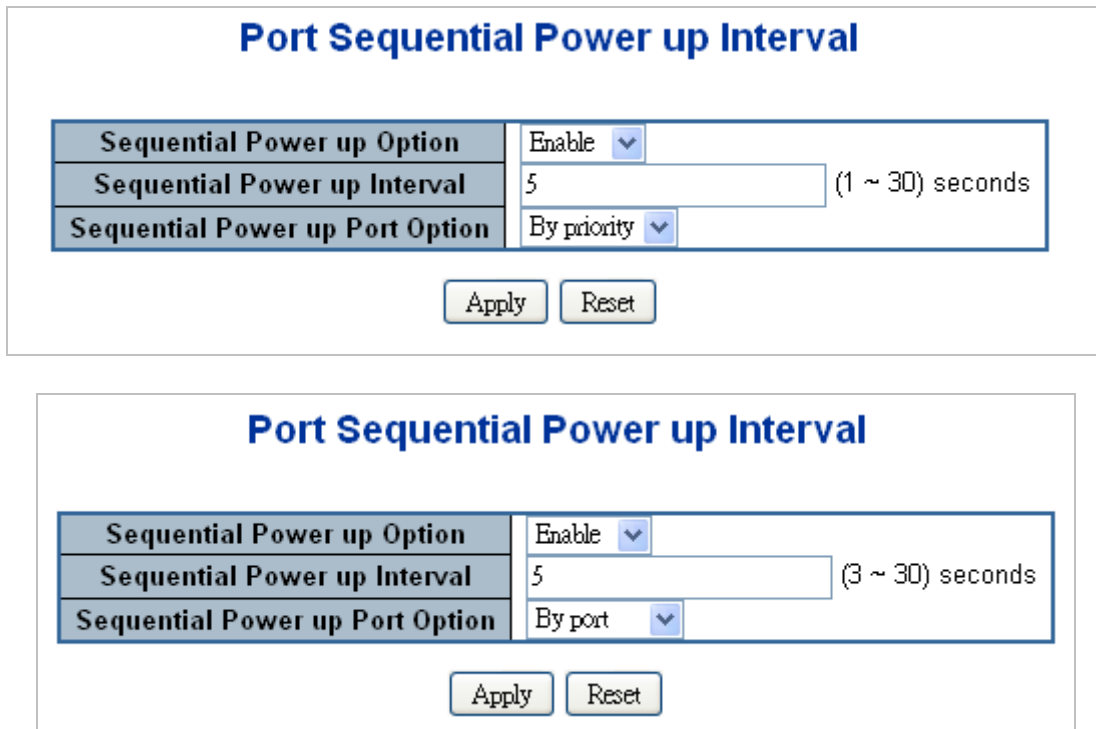 Port Sequential Power up Interval
Sequential Power up Option Enable
Sequential Power up Interval 5 (1 ~ 30) seconds
Sequential Power up Port Option By priority
Apply Reset
Port Sequential Power up Interval
Sequential Power up Option Enable
Sequential Power up Interval 5 (3 ~ 30) seconds
Sequential Power up Port Option By port
Apply Reset